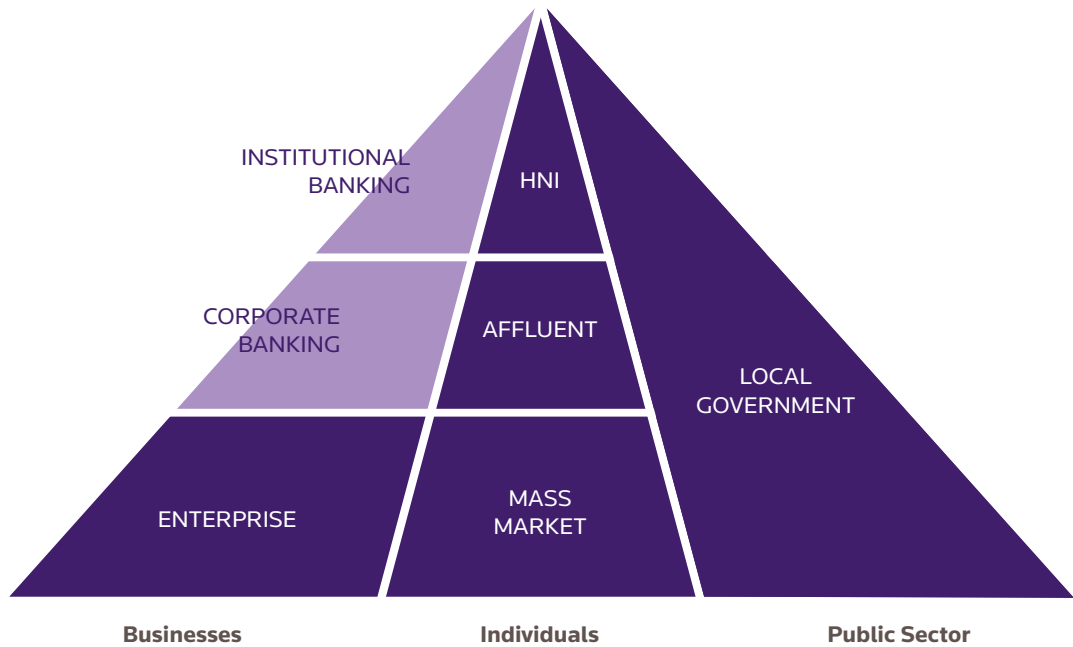 INSTITUTIONAL
BANKING
HNI
CORPORATE
BANKING
AFFLUENT
LOCAL
GOVERNMENT
ENTERPRISE
MASS
MARKET
Businesses
Individuals
Public Sector